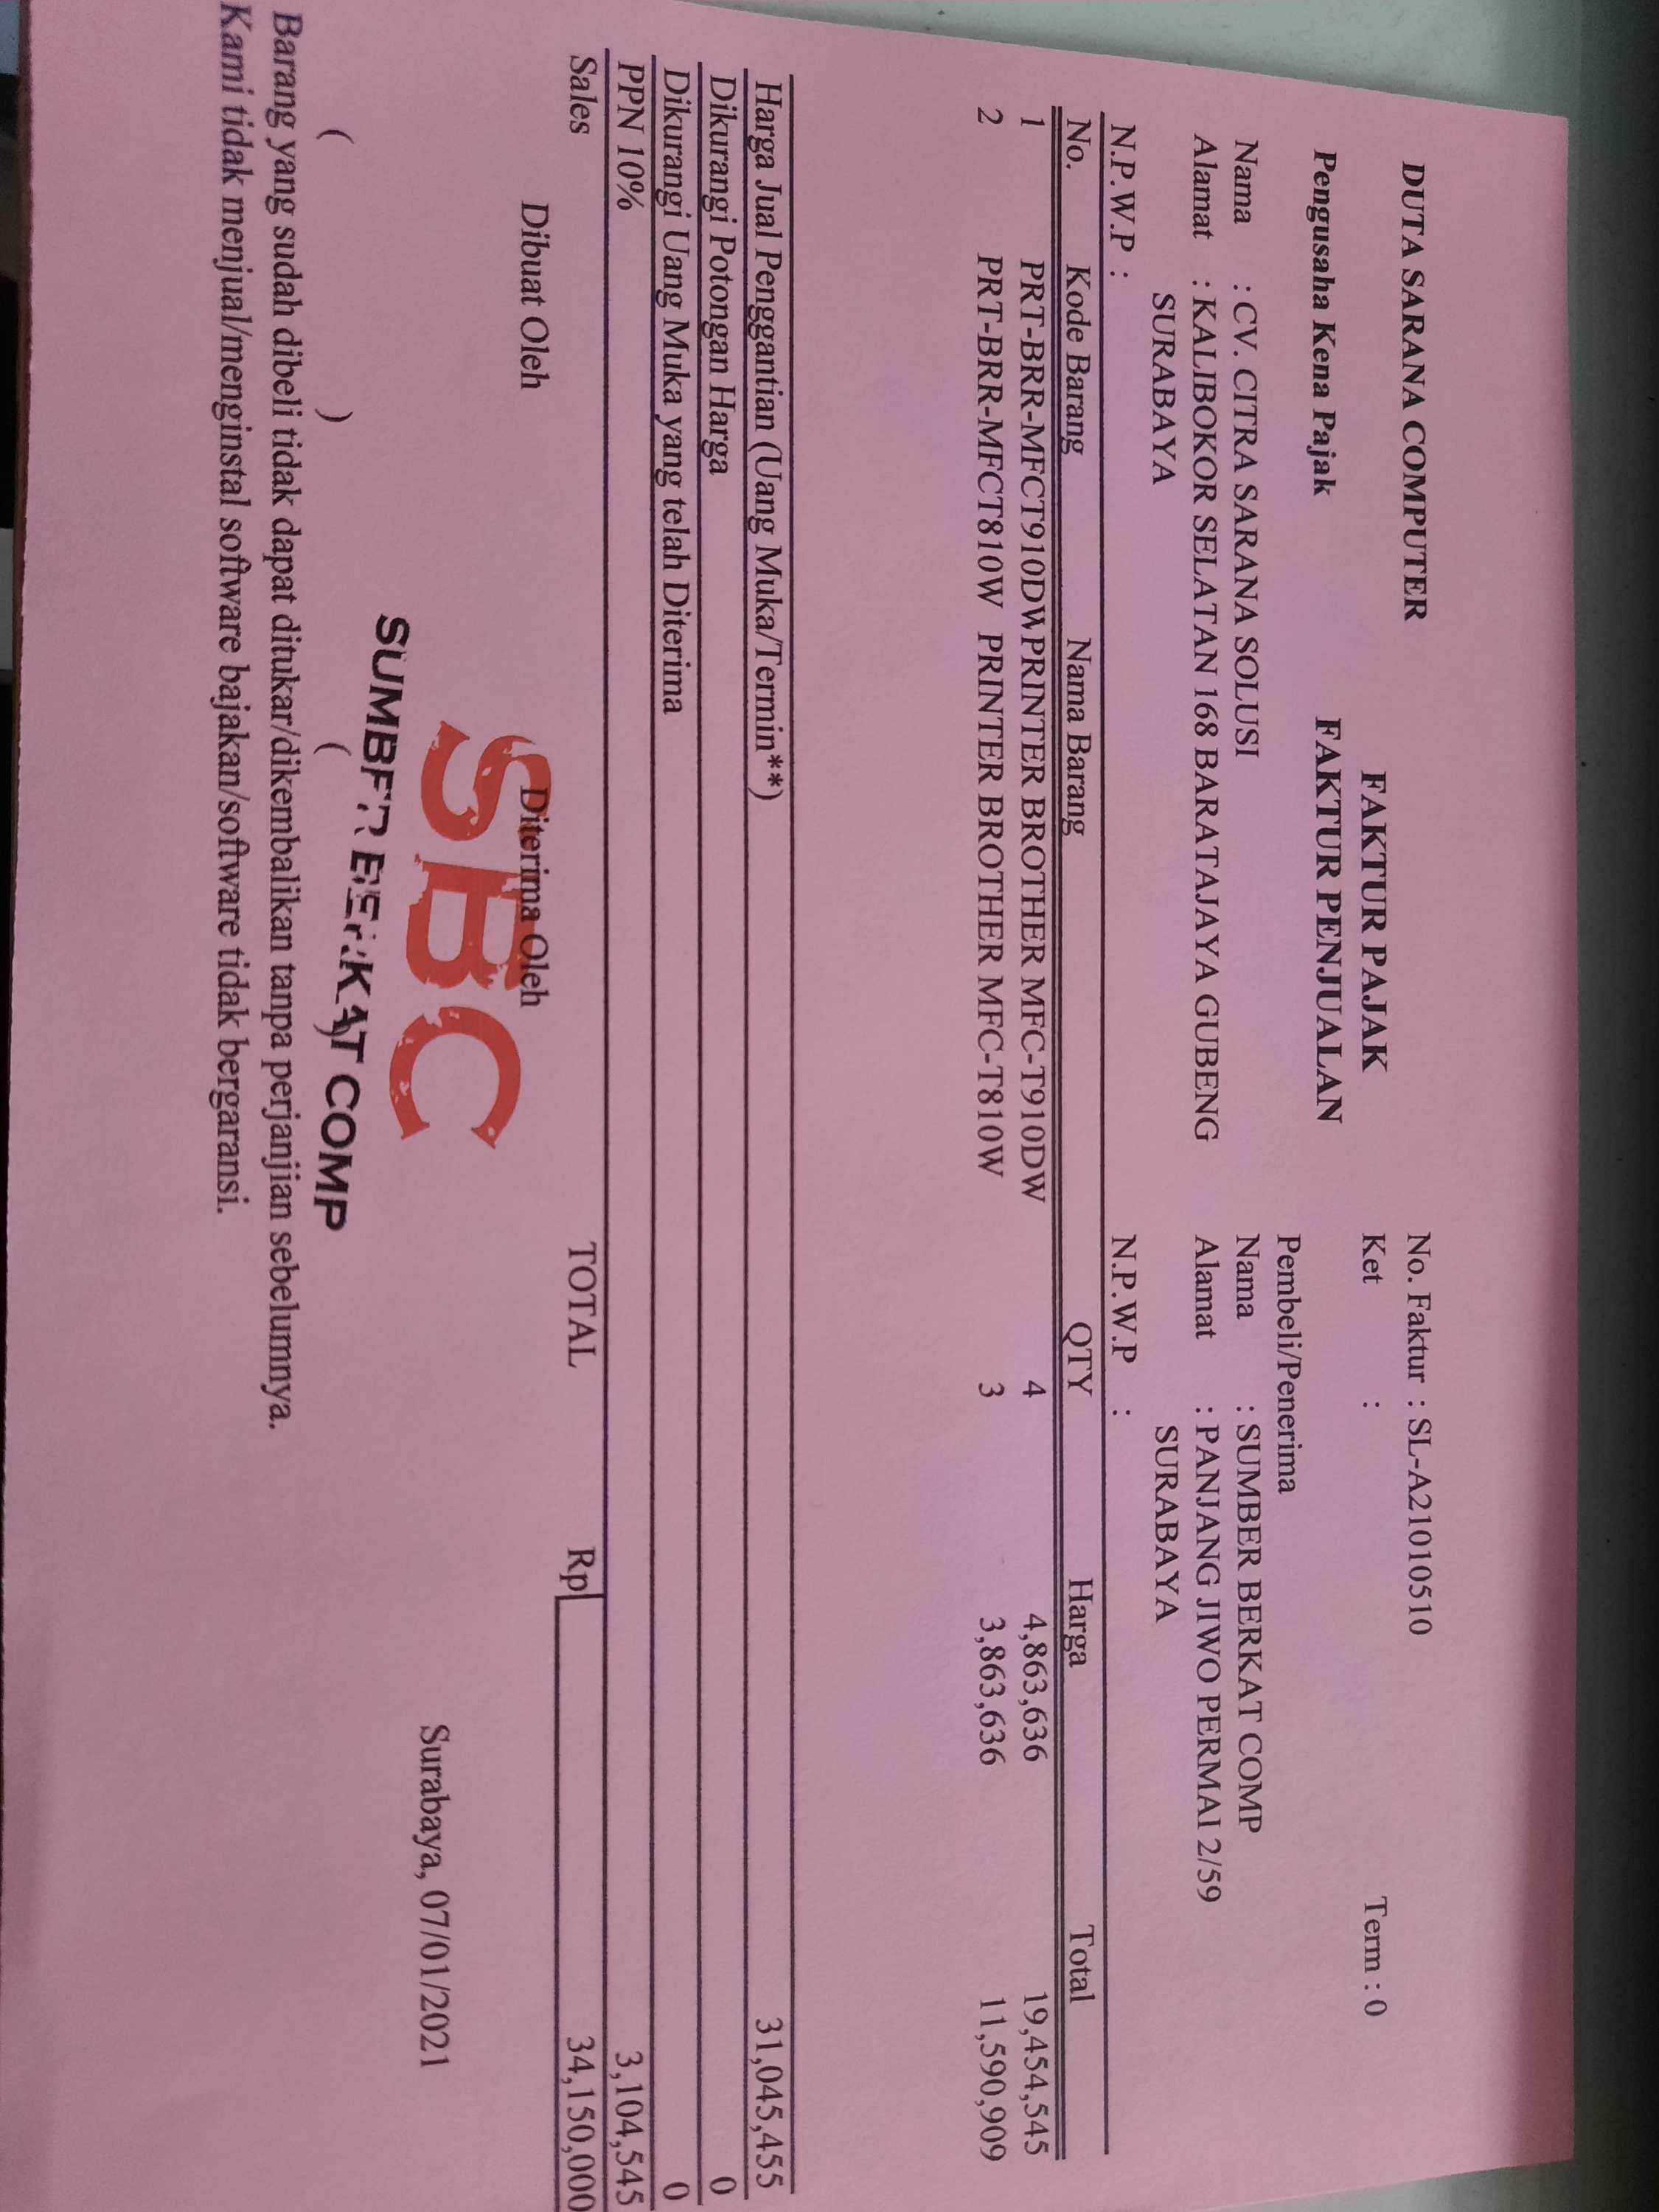 DUTA SARANA COMPUTER
No. Faktur : SL-A21010510
FAKTUR PAJAK
Ket : Term : 0
Pengusaha Kena Pajak FAKTUR PENJUALAN
Pembeli/Penerima
Nama : CV. CITRA SARANA SOLUSI Nama : SUMBER BERKAT COMP
Alamat : KALIBOKOR SELATAN 168 BARATAJAYA GUBENG Alamat : PANJANG JIWO PERMAI 2/59
SURABAYA SURABAYA
N.P.W.P : N.P.W.P :
No. Kode Barang Nama Barang QTY Harga Total
1 PRT-BRR-MFCT910DW PRINTER BROTHER MFC-T910DW 4 4,863,636 19,454,545
2 PRT-BRR-MFCT810W PRINTER BROTHER MFC-T810W 3 3,863,636 11,590,909
Harga Jual Penggantian (Uang Muka/Termin**) 31,045,455
Dikurangi Potongan Harga 0
Dikurangi Uang Muka yang telah Diterima 0
PPN 10% 3,104,545
Sales TOTAL Rp 34,150,000
Dibuat Oleh Diterima Oleh
SBC
Surabaya, 07/01/2021
SUMBER BERKAT COMP
( ) ( )
Barang yang sudah dibeli tidak dapat ditukar/dikembalikan tanpa perjanjian sebelumnya.
Kami tidak menjual/menginstal software bajakan/software tidak bergaransi.